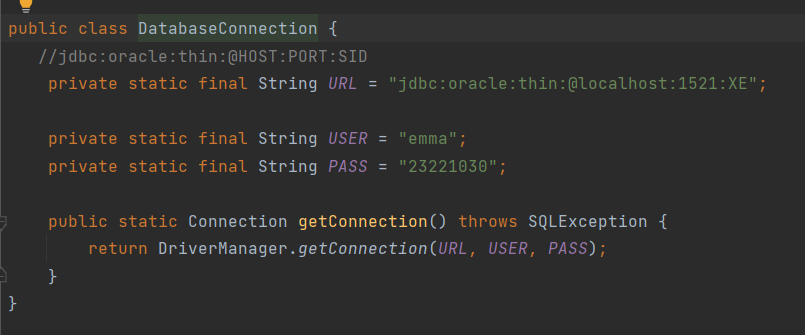 public class DatabaseConnection {
//jdbc:oracle:thin:@HOST:PORT:SID
private static final String URL = "jdbc:oracle:thin:@localhost:1521:XE";
private static final String USER = "emma";
private static final String PASS = "23221030";
public static Connection getConnection() throws SQLException {
return DriverManager.getConnection(URL, USER, PASS);
}
}